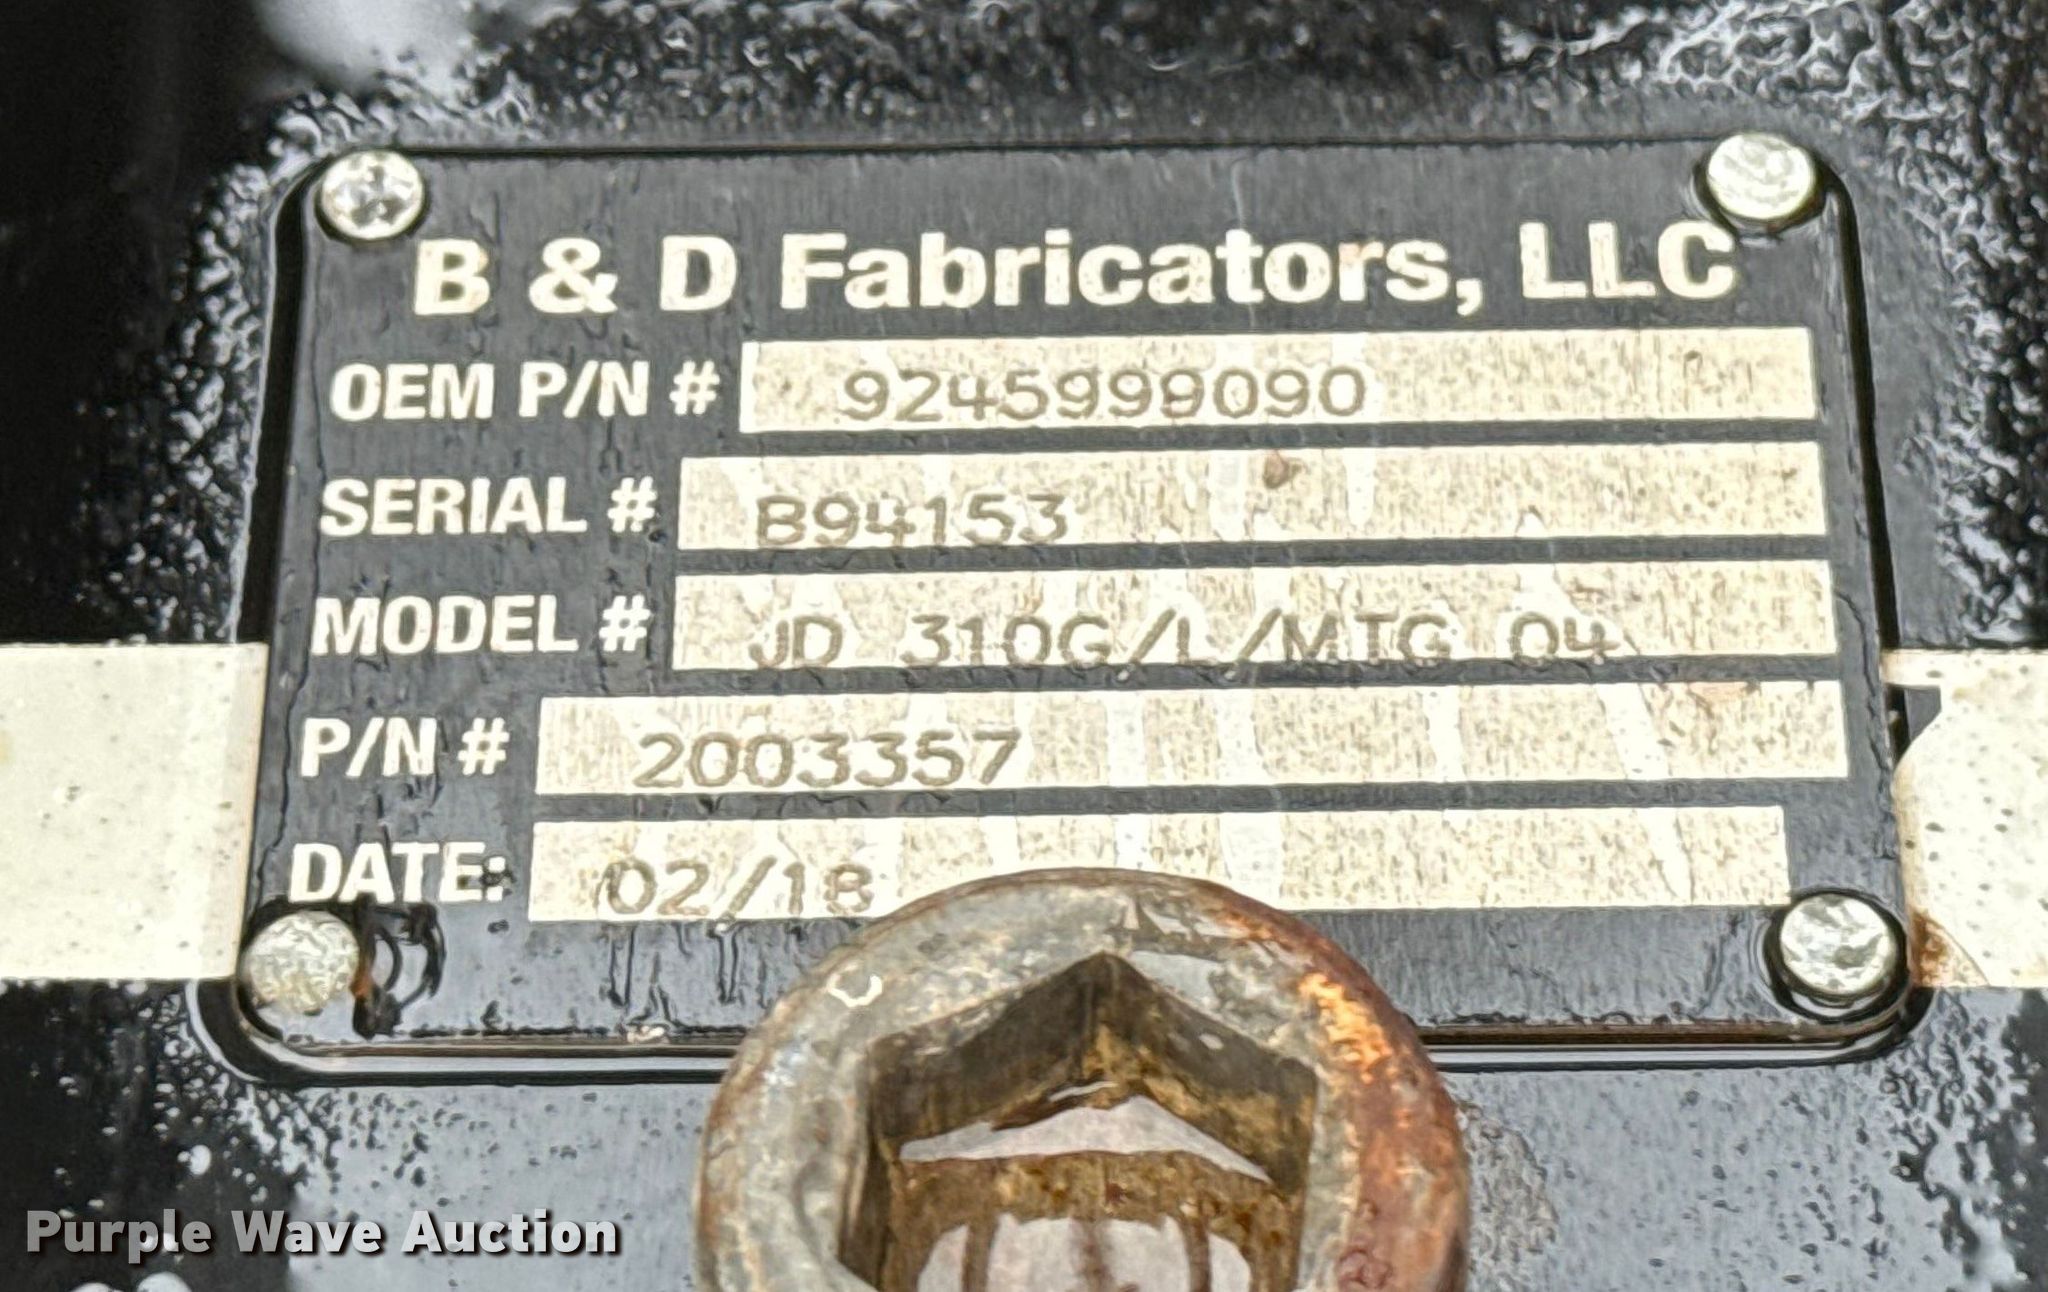 B & D Fabricators, LLC
OEM P/N # 9245999090
SERIAL # B94153
MODEL # JD 310G/L/MTG 04
P/N # 2003357
DATE: 02/18
Purple Wave Auction